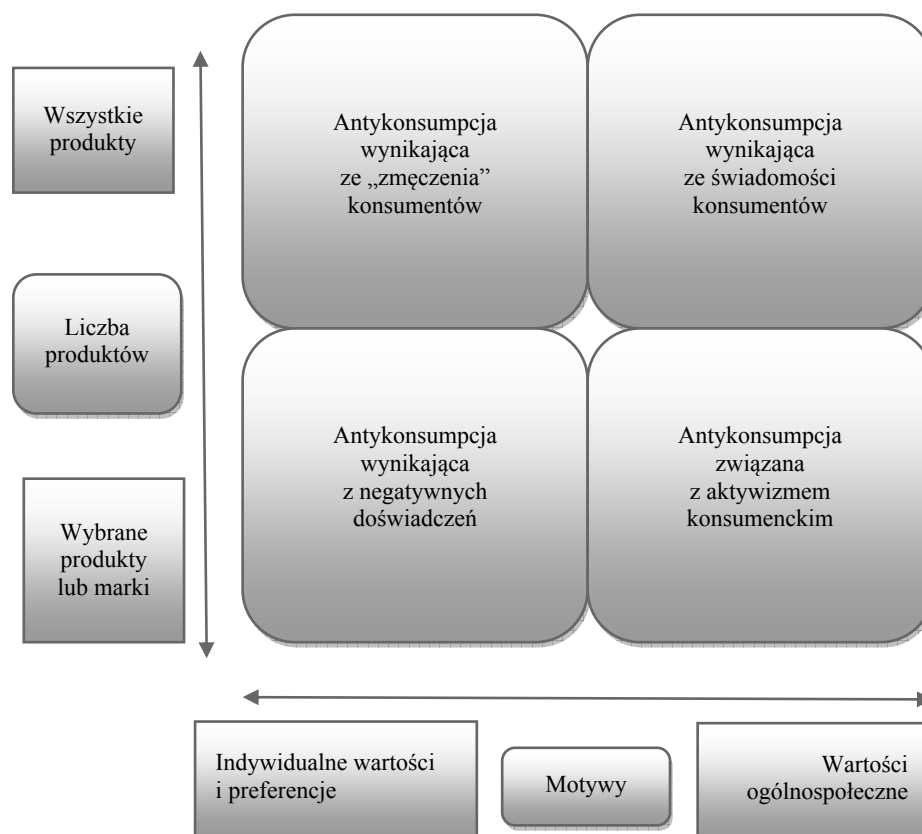 Wszystkie
produkty
Antykonsumpcja
wynikająca
ze „zmęczenia”
konsumentów
Antykonsumpcja
wynikająca
ze świadomości
konsumentów
Liczba
produktów
Antykonsumpcja
wynikająca
z negatywnych
doświadczeń
Antykonsumpcja
związana
z aktywizmem
konsumenckim
Wybrane
produkty
lub marki
Indywidualne wartości
i preferencje
Motywy
Wartości
ogólnospołeczne